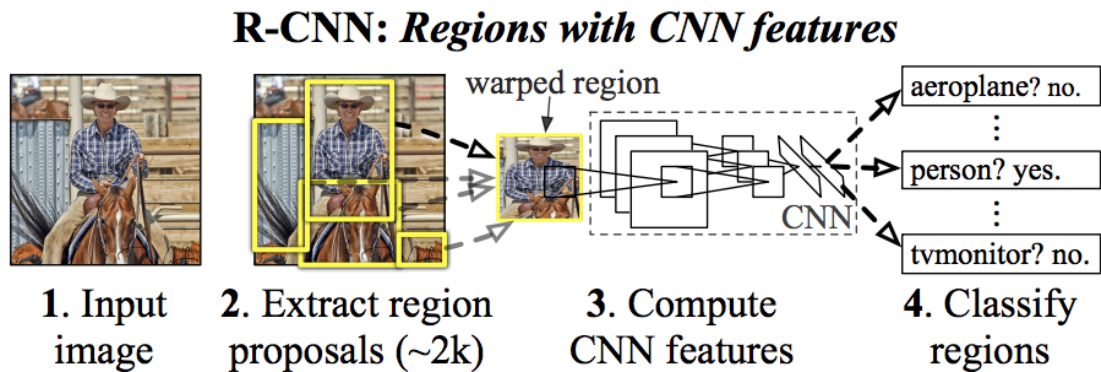 R-CNN: Regions with CNN features
warped region
aeroplane? no.
⋮
person? yes.
⋮
tvmonitor? no.
CNN
1. Input
image
2. Extract region
proposals (~2k)
3. Compute
CNN features
4. Classify
regions